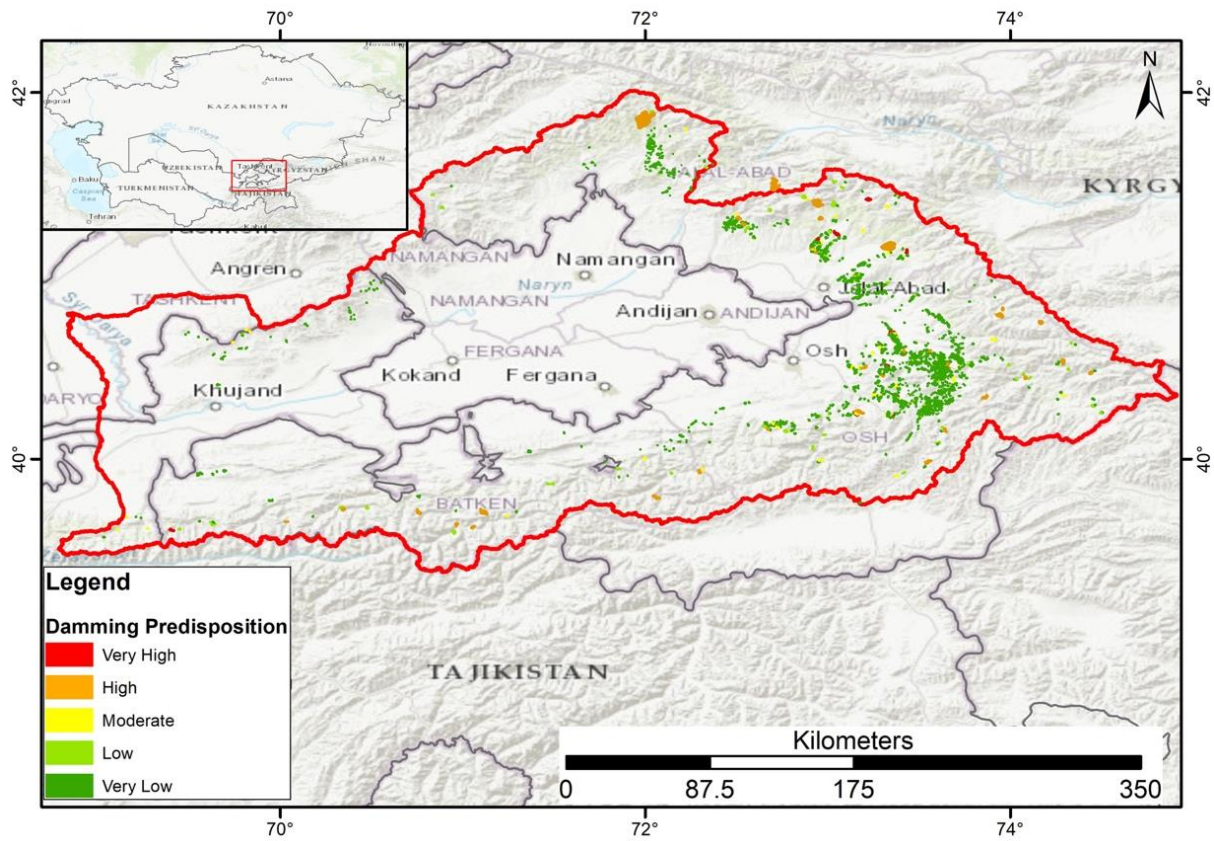 70°
72°
74°
42°
42°
N
Astana
KAZAKHSTAN
Baku
UZBEKISTAN
Tashkent
KYRGYZSTAN
TURKMENISTAN
TAJIKISTAN
Tehran
Naryn
JALAL-ABAD
KYRGY
Angren
NAMANGAN
Namangan
TASHKENT
Syr Darya
NAMANGAN
Naryn
Jalal Abad
Andijan
ANDIJAN
FERGANA
Osh
DARYO
Khujand
Kokand
Fergana
OSH
40°
40°
BATKEN
Legend
Damming Predisposition
Very High
High
Moderate
Low
Very Low
TAJIKISTAN
Kilometers
0
87.5
175
350
70°
72°
74°